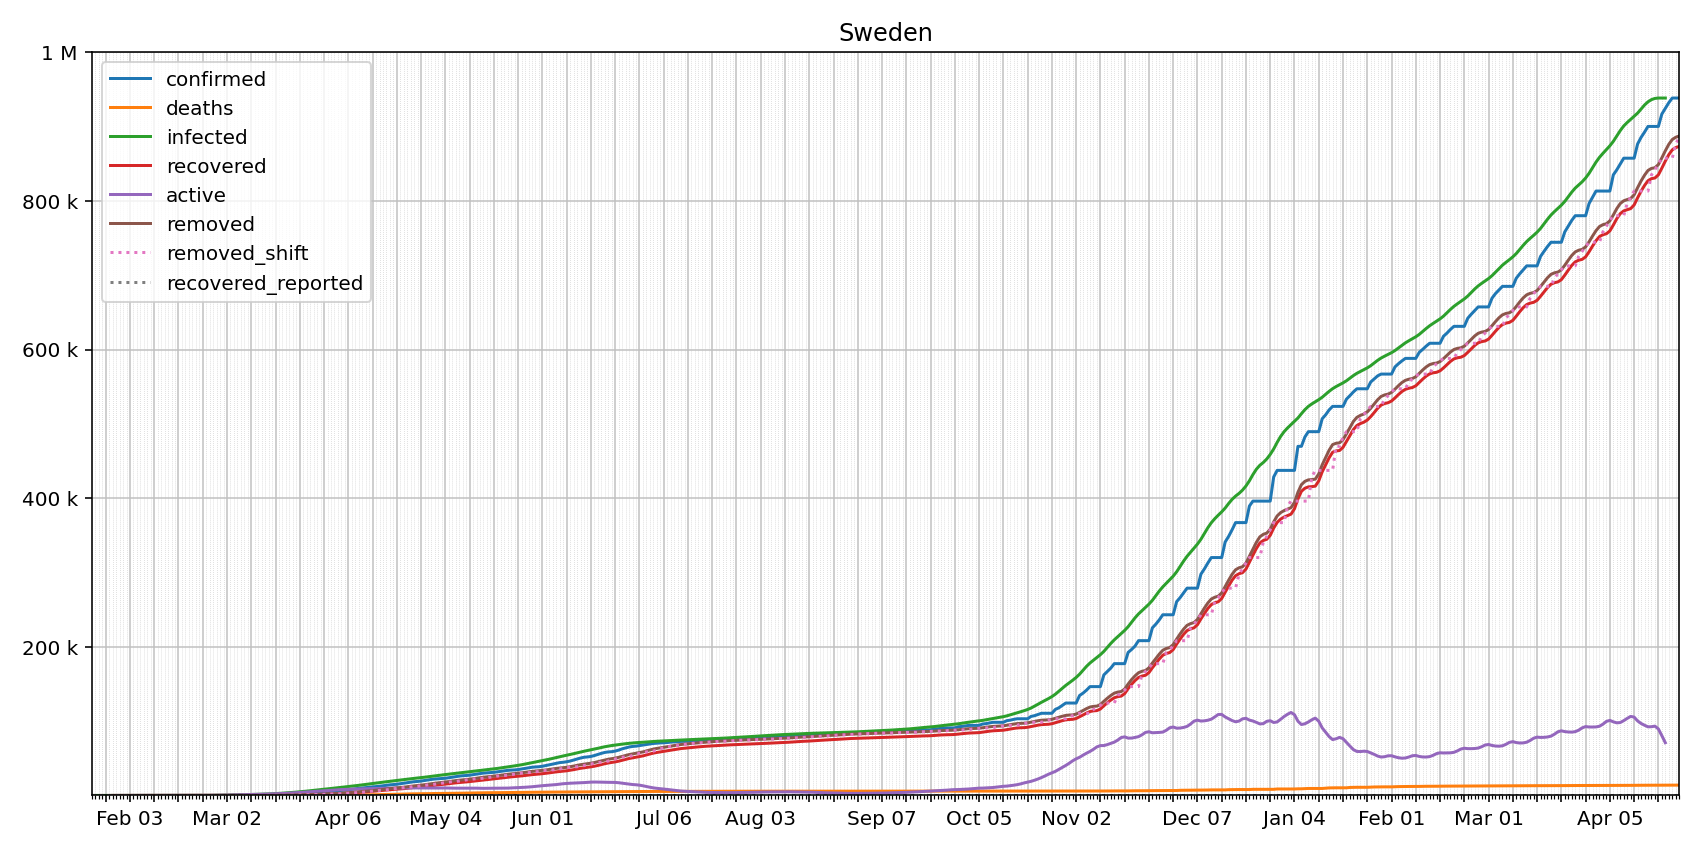 Sweden
1 M
800 k
600 k
400 k
200 k
confirmed
deaths
infected
recovered
active
removed
removed_shift
recovered_reported
Feb 03 Mar 02 Apr 06 May 04 Jun 01 Jul 06 Aug 03 Sep 07 Oct 05 Nov 02 Dec 07 Jan 04 Feb 01 Mar 01 Apr 05